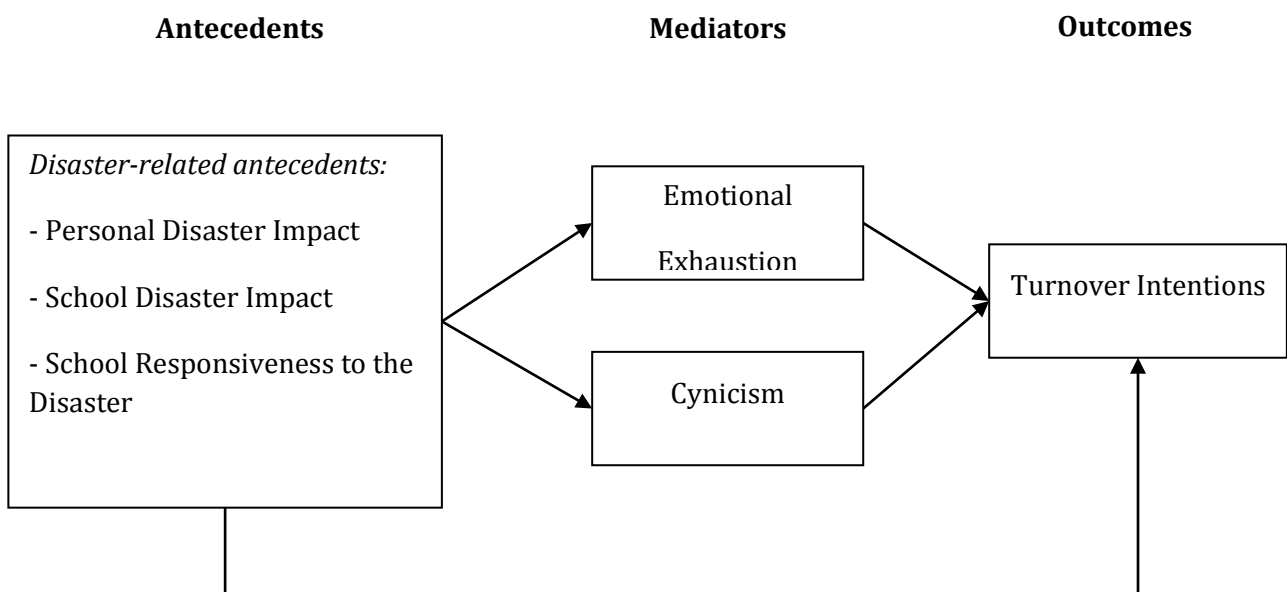 Antecedents
Mediators
Outcomes
Disaster-related antecedents:
- Personal Disaster Impact
- School Disaster Impact
- School Responsiveness to the
Disaster
Emotional
Exhaustion
Cynicism
Turnover Intentions